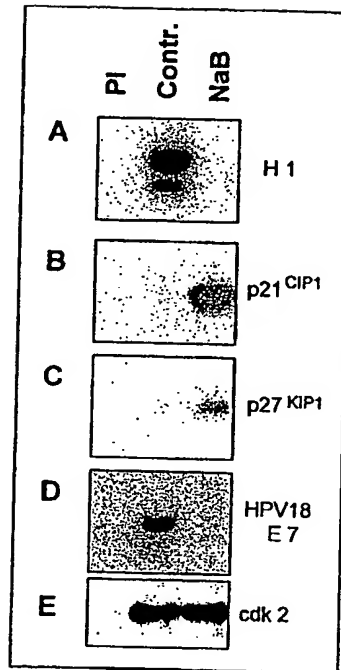 PI
Contr.
NaB
A
H 1
B
p21 CIP1
C
p27 KIP1
D
HPV18
E 7
E
cdk 2